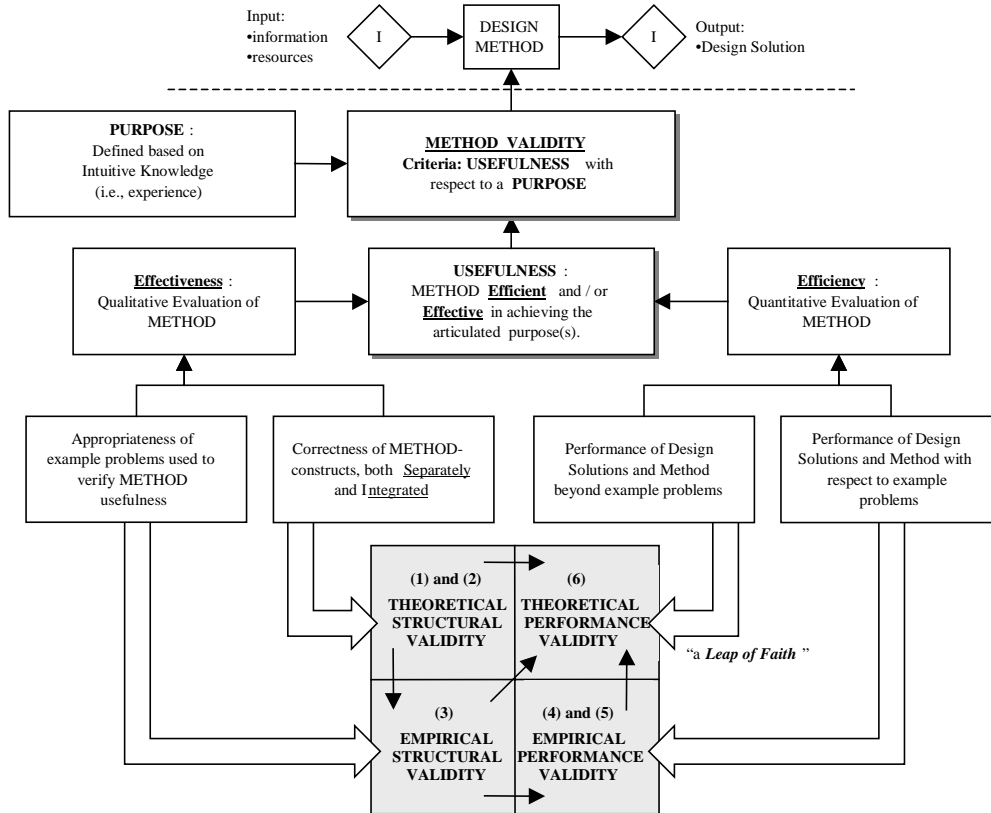 Input:
•information
•resources
I
DESIGN
METHOD
I
Output:
•Design Solution
PURPOSE :
Defined based on
Intuitive Knowledge
(i.e., experience)
METHOD VALIDITY
Criteria: USEFULNESS with
respect to a PURPOSE
Effectiveness :
Qualitative Evaluation of
METHOD
USEFULNESS :
METHOD Efficient and / or
Effective in achieving the
articulated purpose(s).
Efficiency :
Quantitative Evaluation of
METHOD
Appropriateness of
example problems used to
verify METHOD
usefulness
Correctness of METHOD-
constructs, both Separately
and Integrated
Performance of Design
Solutions and Method
beyond example problems
Performance of Design
Solutions and Method with
respect to example
problems
(1) and (2)
THEORETICAL
STRUCTURAL
VALIDITY
(6)
THEORETICAL
PERFORMANCE
VALIDITY
“a Leap of Faith ”
(3)
EMPIRICAL
STRUCTURAL
VALIDITY
(4) and (5)
EMPIRICAL
PERFORMANCE
VALIDITY